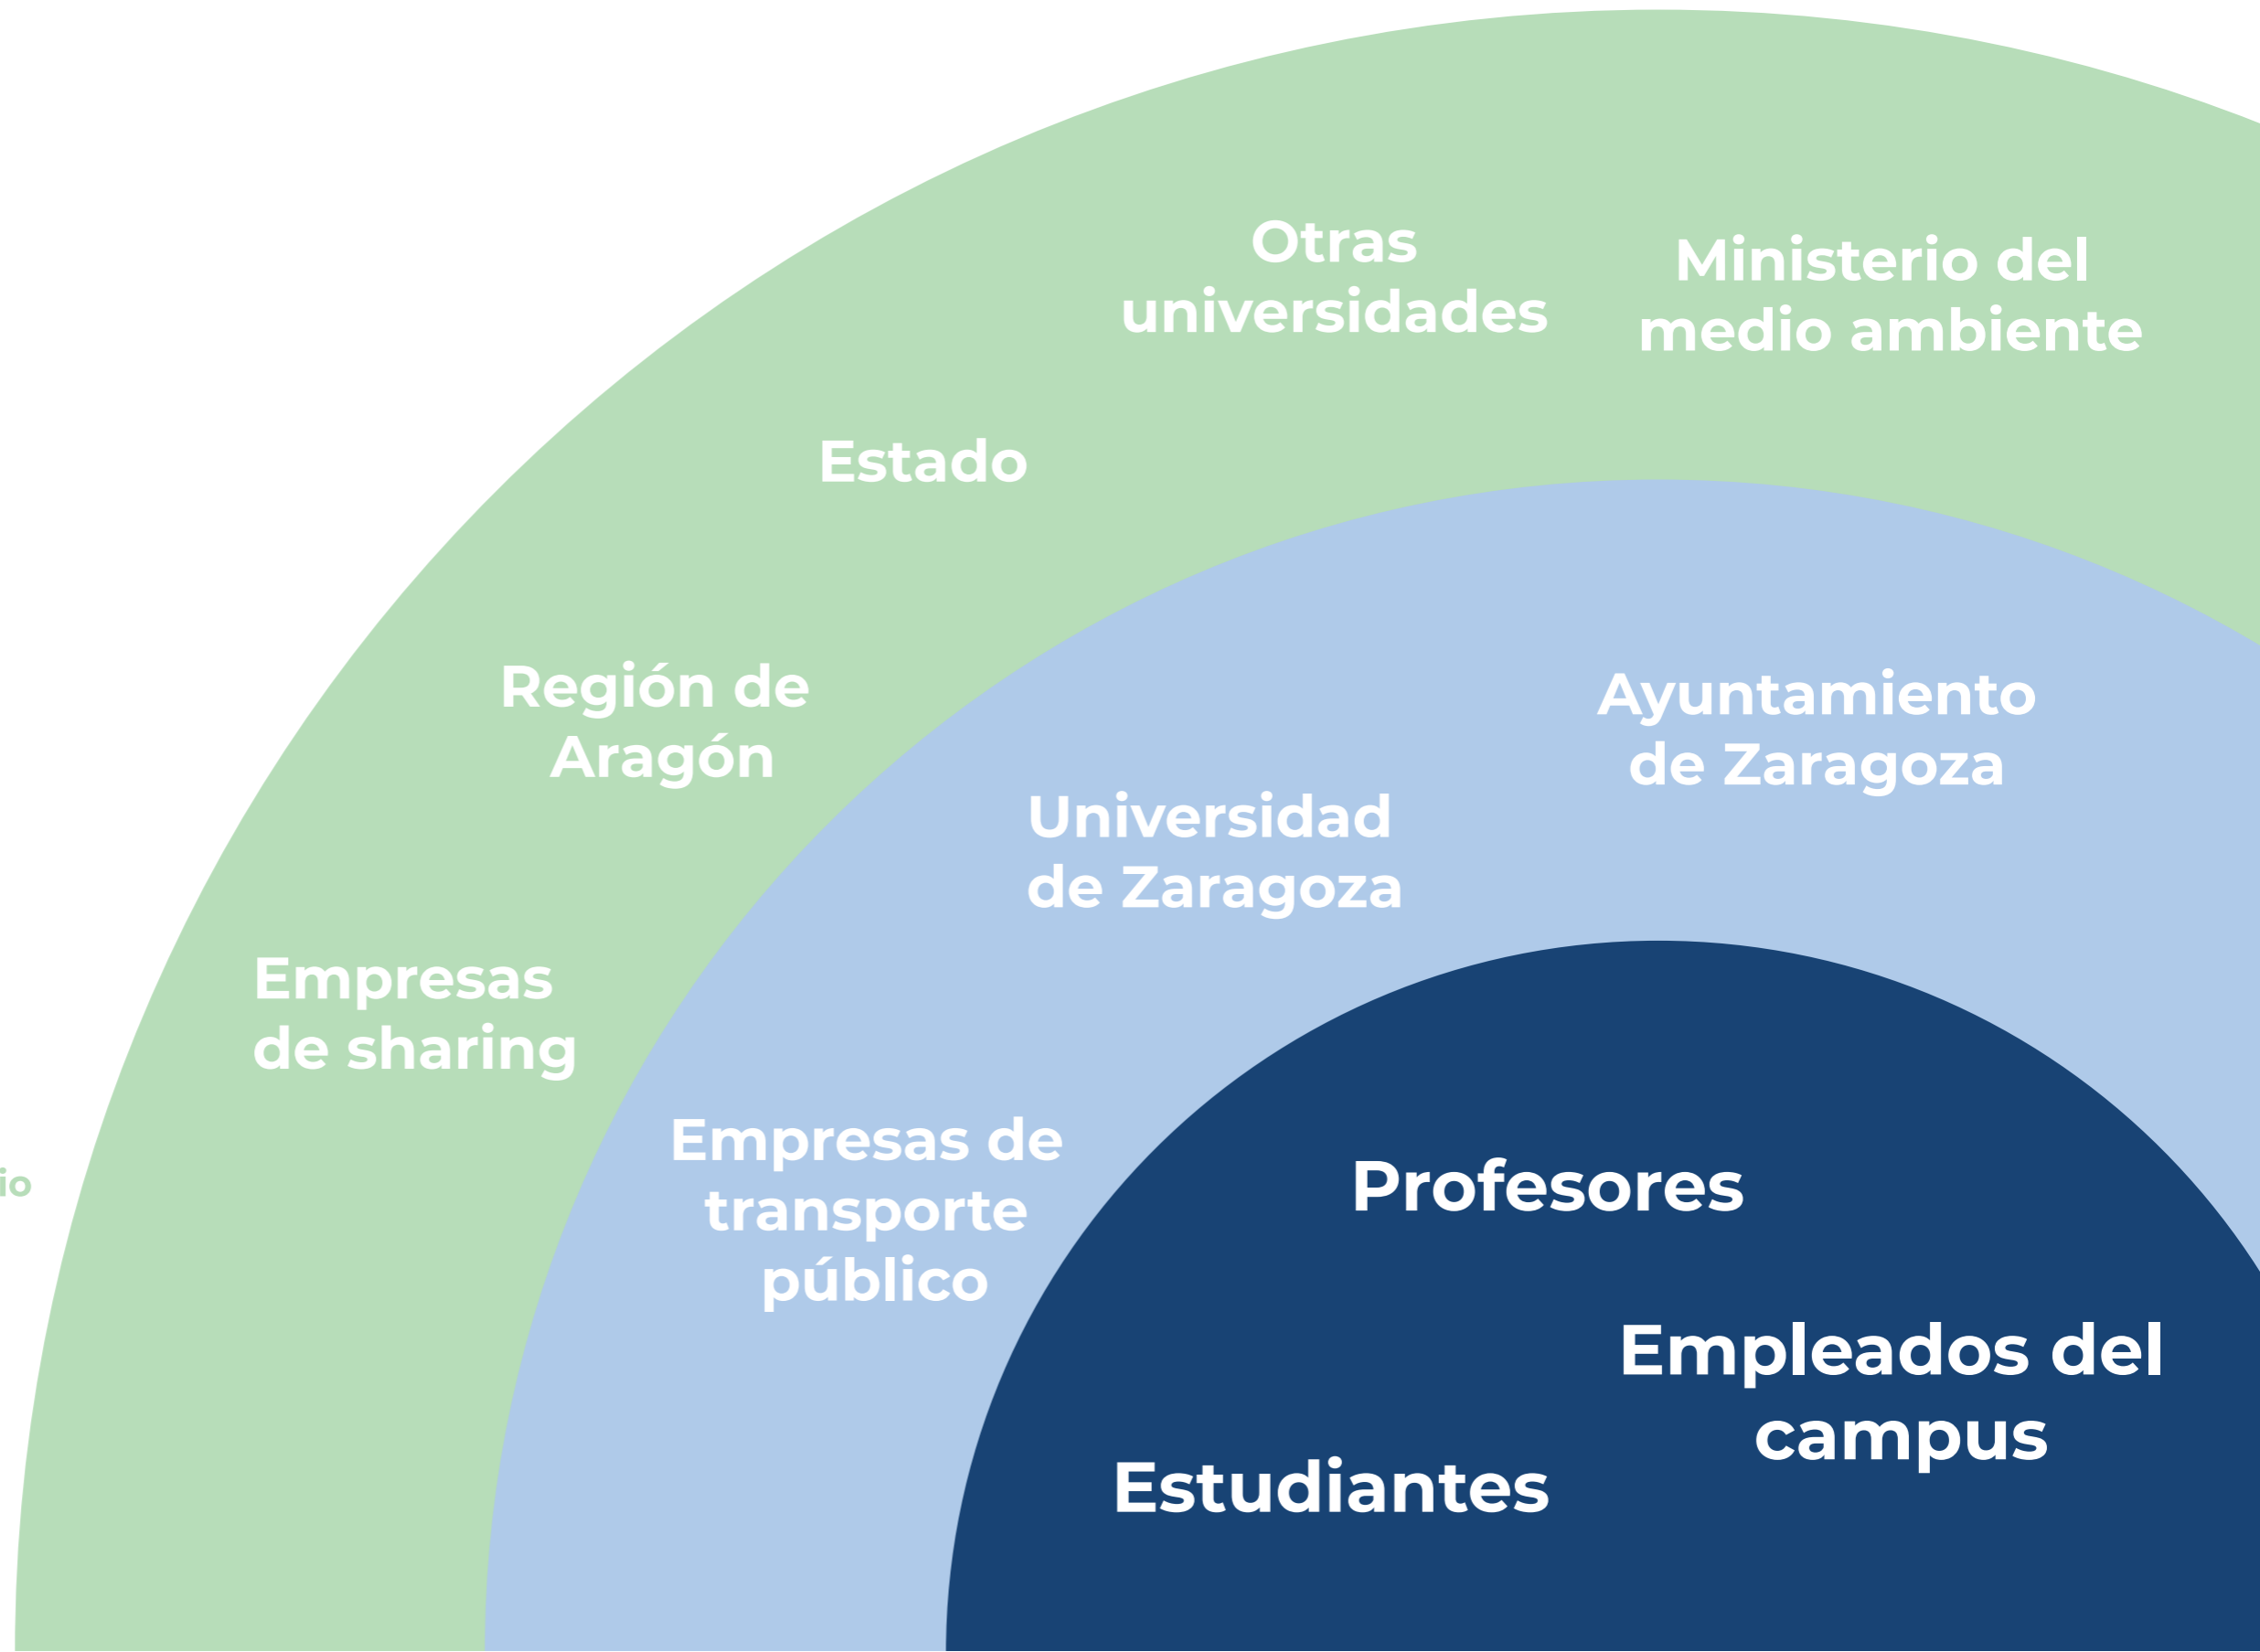 Otras
universidades
Ministerio del
medio ambiente
Estado
Región de
Aragón
Ayuntamiento
de Zaragoza
Universidad
de Zaragoza
Empresas
de sharing
Empresas de
transporte
público
io
Profesores
Empleados del
campus
Estudiantes